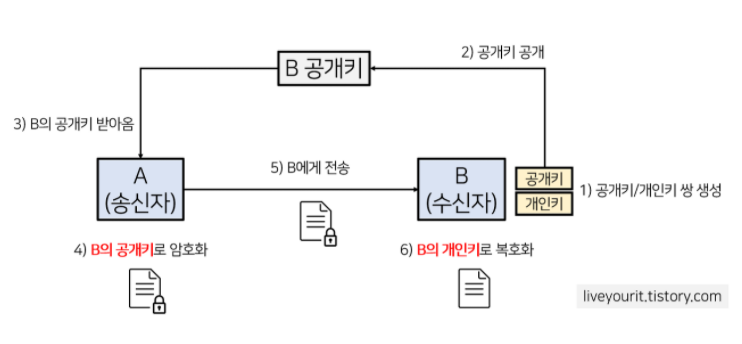 2) 공개키 공개
B 공개키
3) B의 공개키 받아옴
5) B에게 전송
A
(송신자)
B
(수신자)
공개키
개인키
1) 공개키/개인키 쌍 생성
4) B의 공개키로 암호화
6) B의 개인키로 복호화
liveyourit.tistory.com